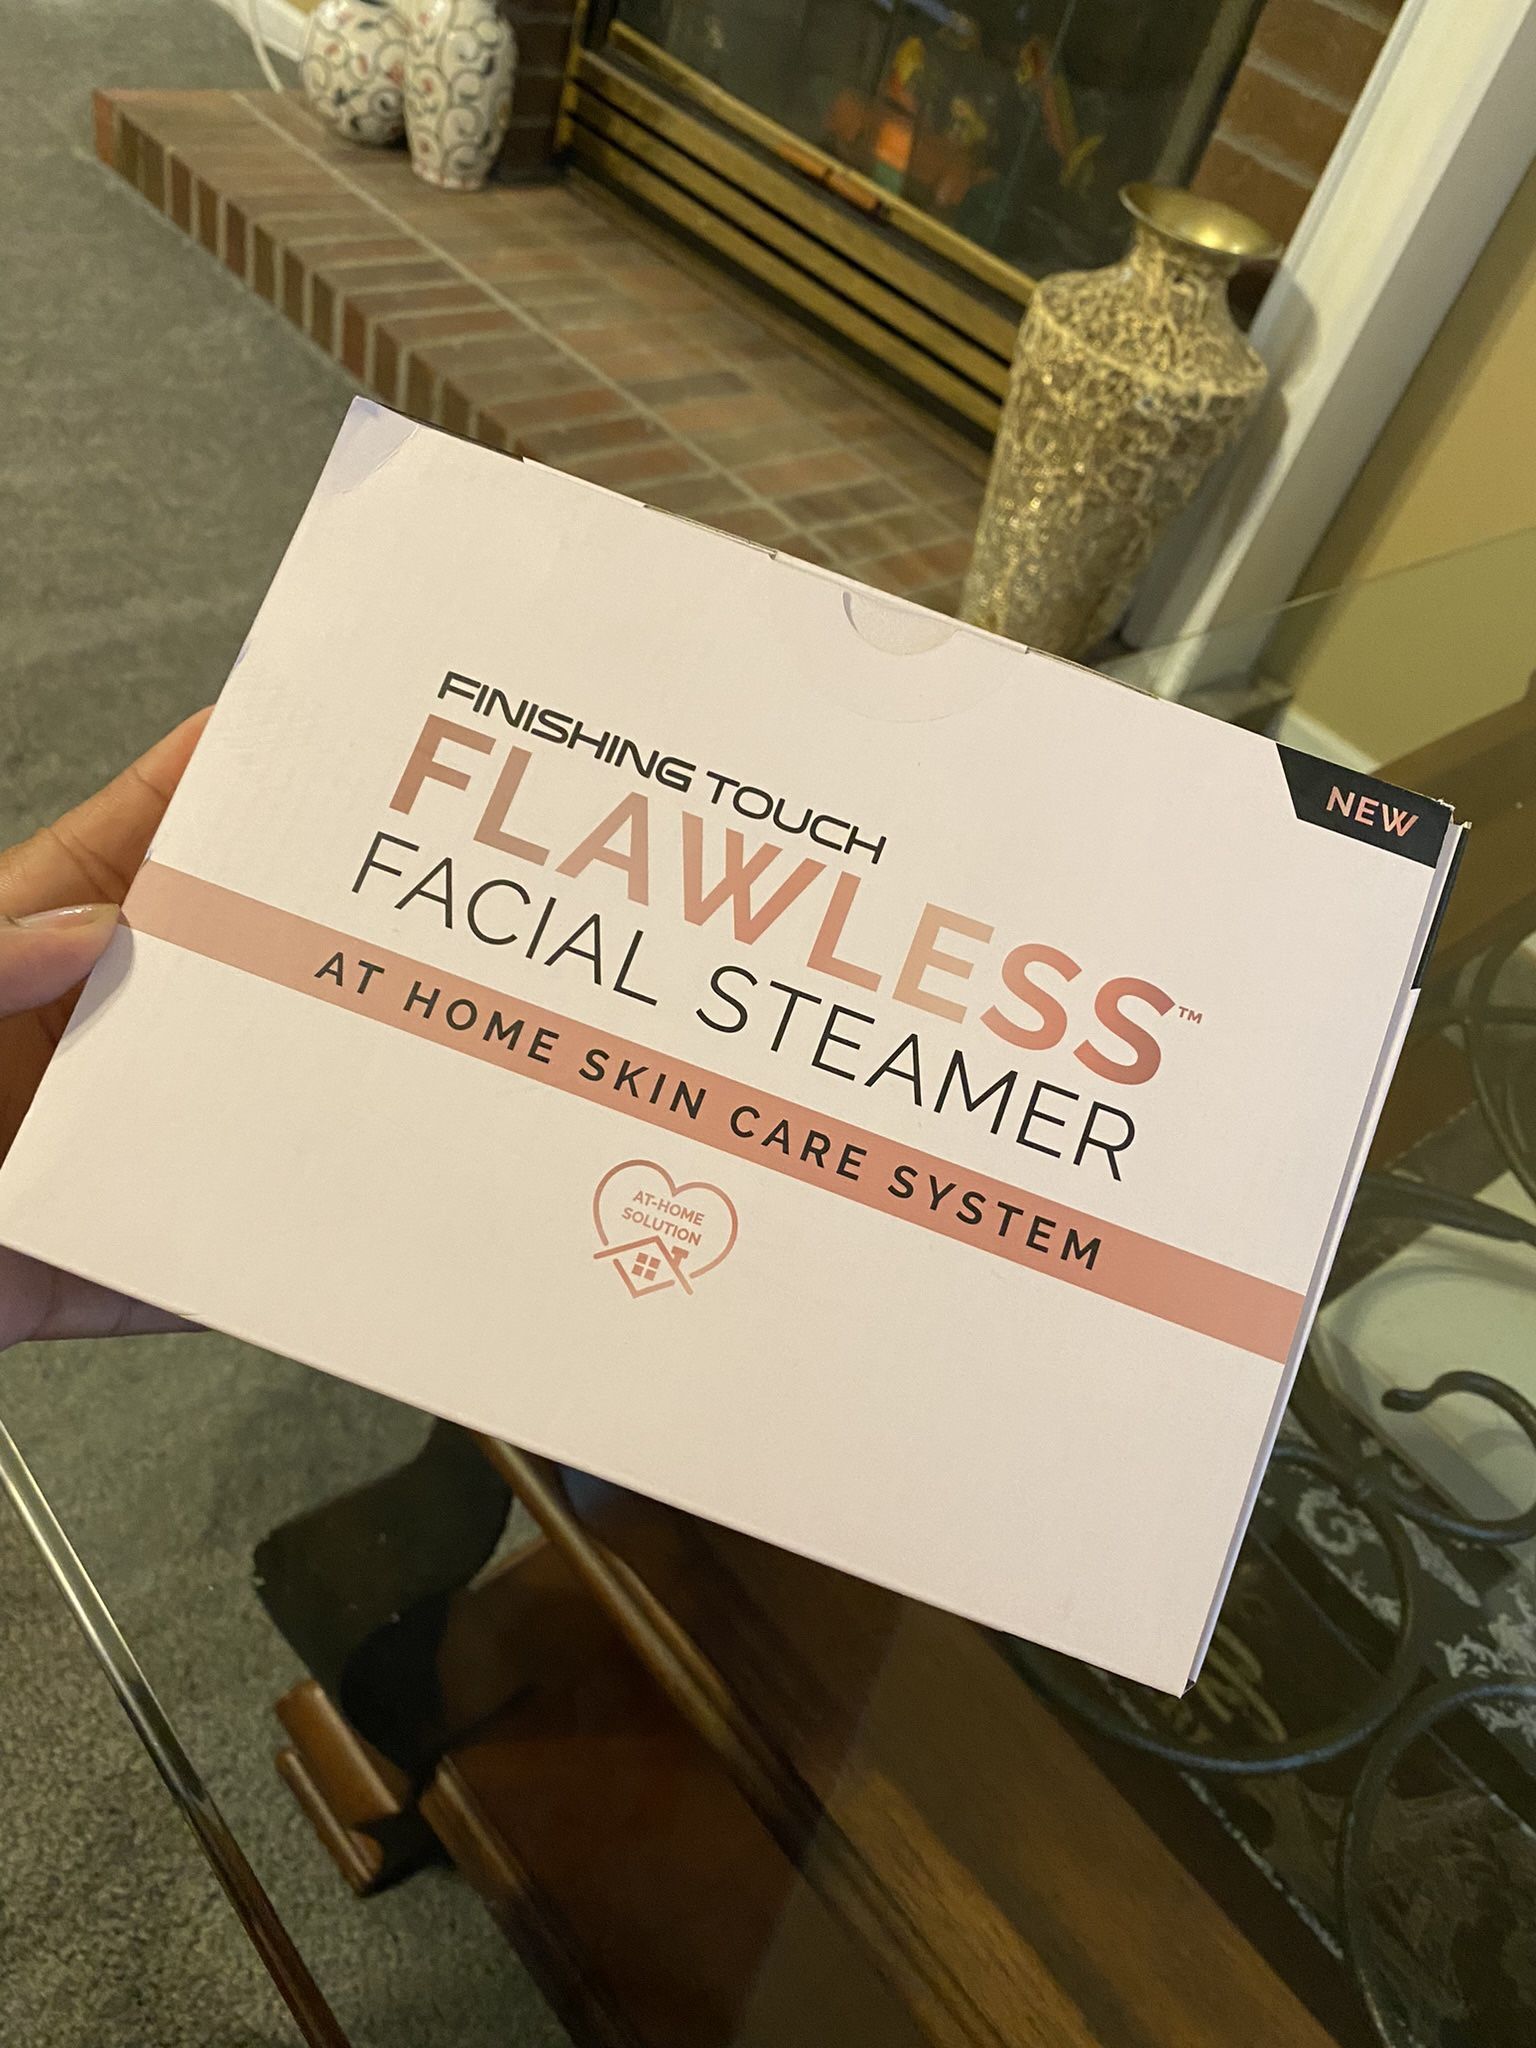 FINISHING TOUCH
FLAWLESS™
FACIAL STEAMER
AT HOME SKIN CARE SYSTEM
AT-HOME
SOLUTION
NEW